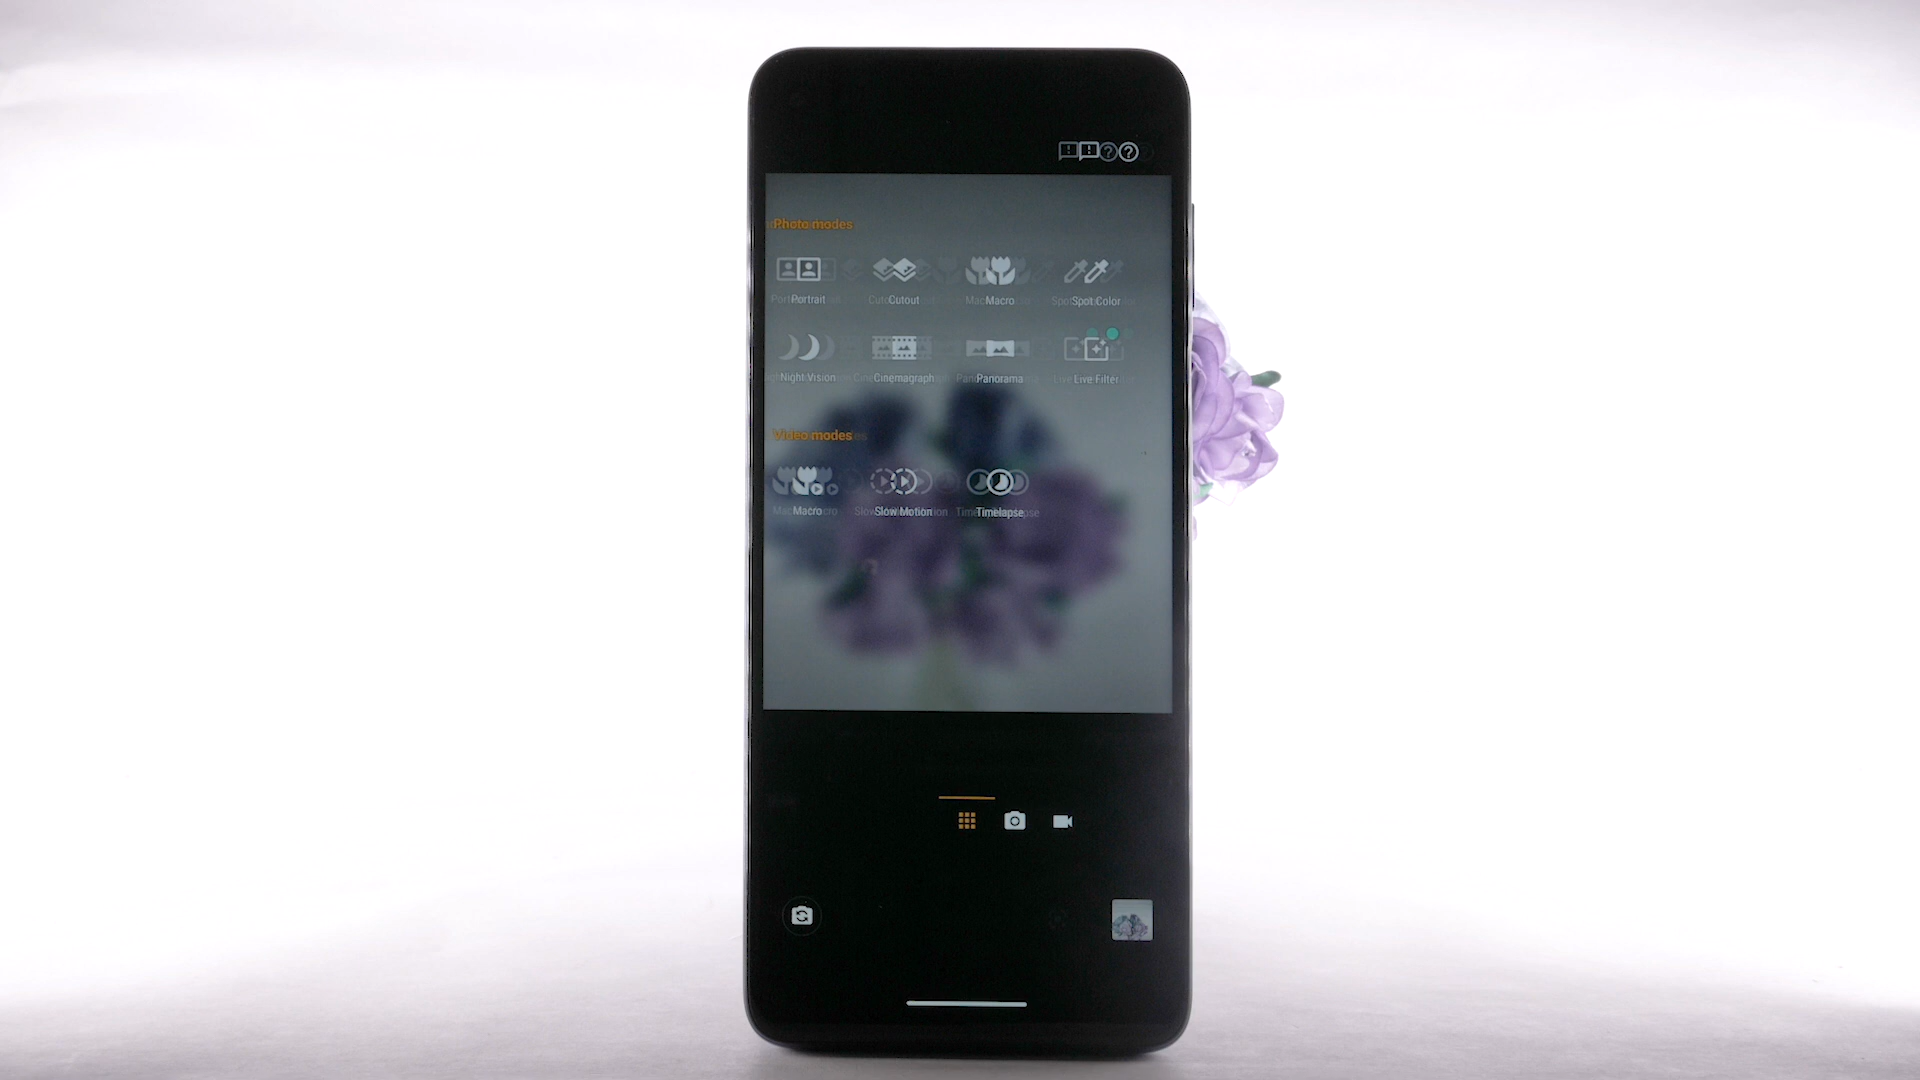 Photo modes
Portrait Cutout Macro Spot Color
Night Vision Cinemagraph Panorama Live Filter
Video modes
Macro Slow Motion Timelapse